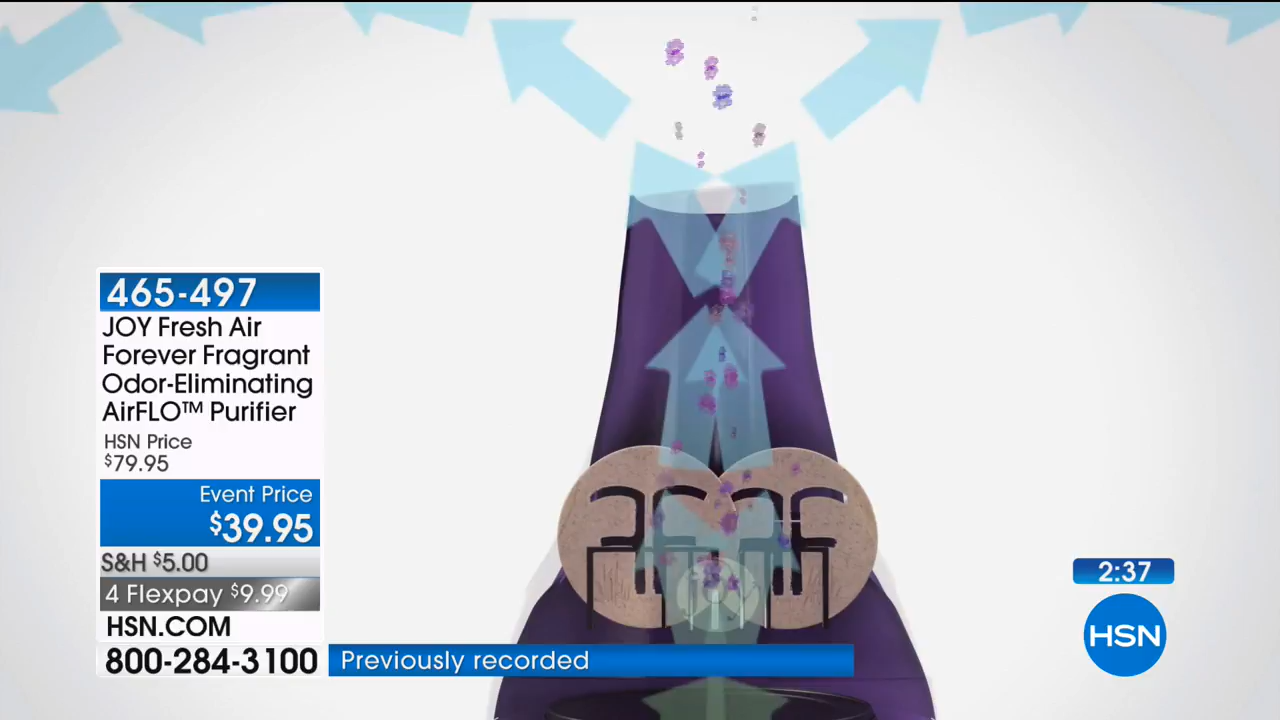 465-497
JOY Fresh Air
Forever Fragrant
Odor-Eliminating
AirFLO™ Purifier
HSN Price
$79.95
Event Price
$39.95
S&H $5.00
4 Flexpay $9.99
HSN.COM
800-284-3100
Previously recorded
2:37
HSN